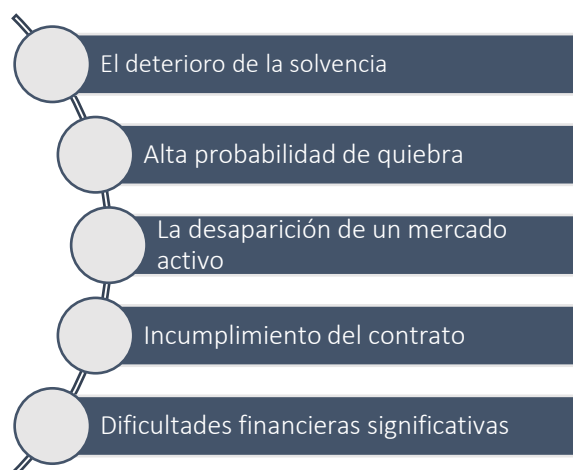 El deterioro de la solvencia
Alta probabilidad de quiebra
La desaparición de un mercado
activo
Incumplimiento del contrato
Dificultades financieras significativas